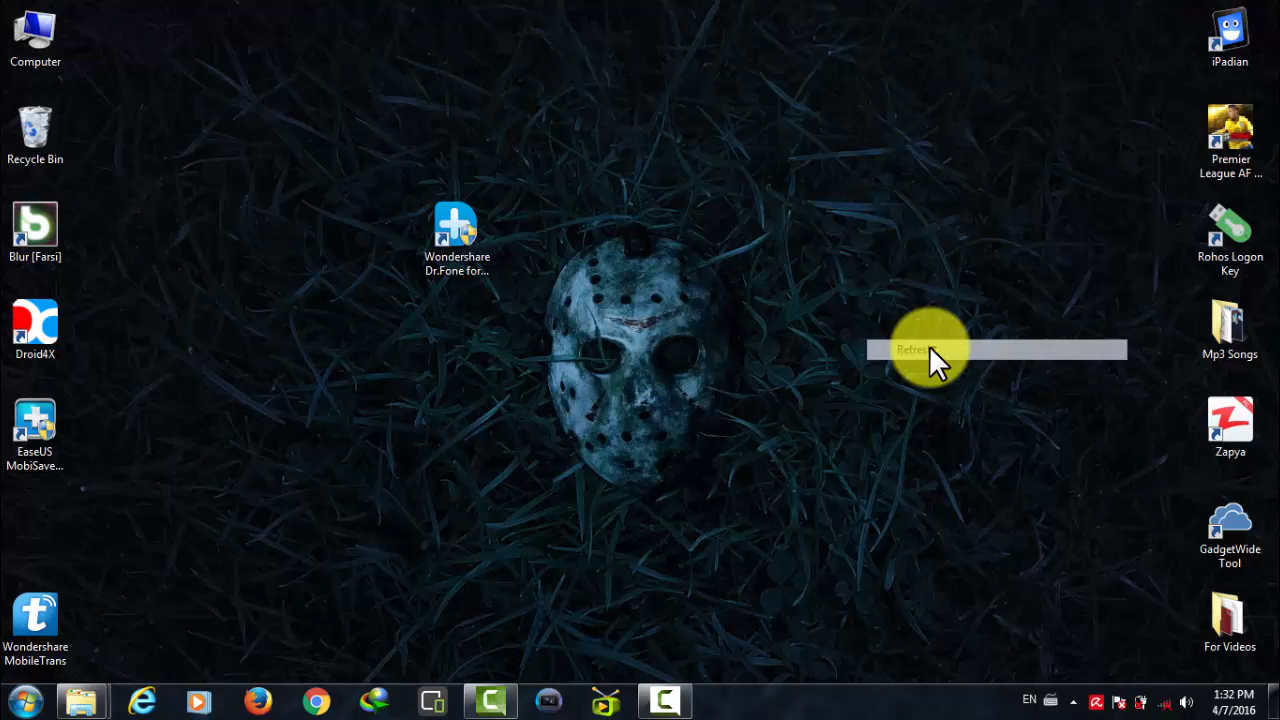 Computer
Recycle Bin
Blur [Farsi]
Droid4X
EaseUS
MobiSave...
Wondershare
MobileTrans
Wondershare
Dr.Fone for...
Refresh
iPadian
Premier
League AF ...
Rohos Logon
Key
Mp3 Songs
Zapya
GadgetWide
Tool
For Videos
EN
1:32 PM
4/7/2016